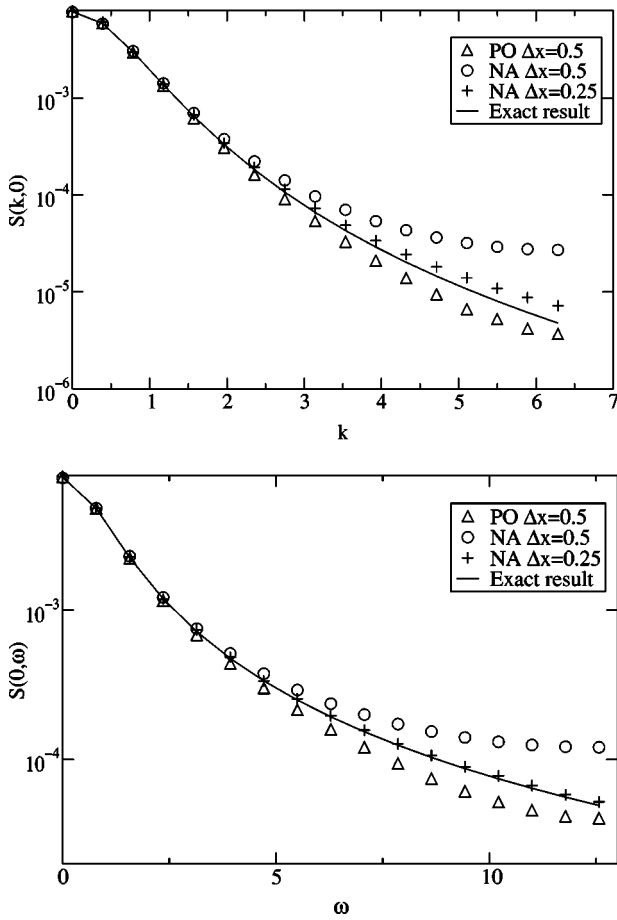 10^-3
10^-4
10^-5
10^-6
S(k,0)
△ PO Δx=0.5
○ NA Δx=0.5
+ NA Δx=0.25
— Exact result
0 1 2 3 4 5 6 7
k
10^-3
10^-4
S(0,ω)
△ PO Δx=0.5
○ NA Δx=0.5
+ NA Δx=0.25
— Exact result
0 5 10
ω